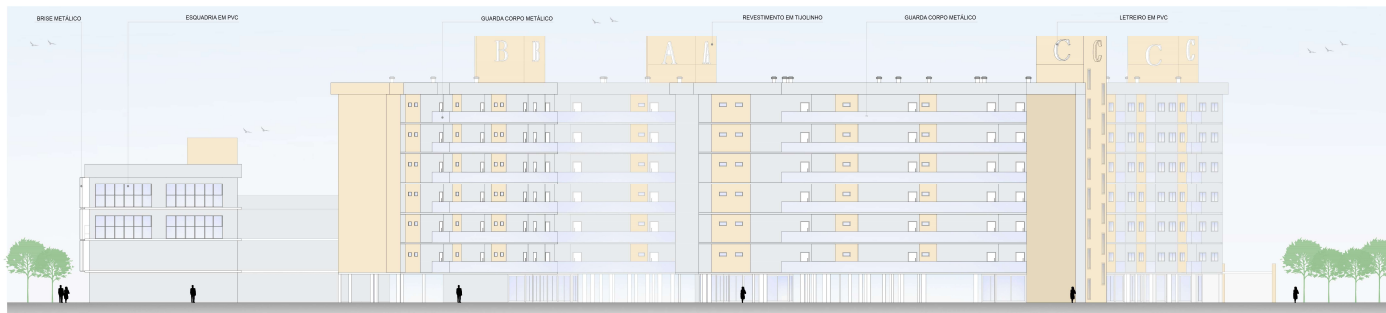 BRISE METÁLICO
ESQUADRIA EM PVC
GUARDA CORPO METÁLICO
REVESTIMENTO EM TIJOLINHO
GUARDA CORPO METÁLICO
LETREIRO EM PVC
B B
A A
C C
C C